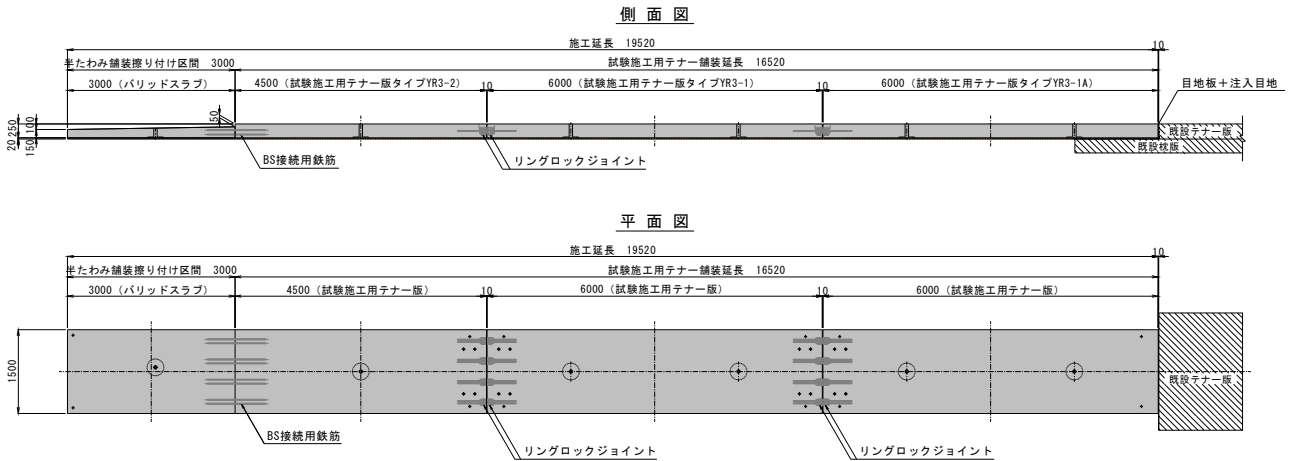 側面図
施工延長 19520
10
半たわみ舗装擦り付け区間 3000
試験施工用テナー舗装延長 16520
3000 (バリッドスラブ)
4500 (試験施工用テナー版タイプYR3-2)
10
6000 (試験施工用テナー版タイプYR3-1)
10
6000 (試験施工用テナー版タイプYR3-1A)
目地板＋注入目地
50
20 250
150 100
既設テナー版
既設枕版
BS接続用鉄筋
リングロックジョイント
平面図
施工延長 19520
10
半たわみ舗装擦り付け区間 3000
試験施工用テナー舗装延長 16520
3000 (バリッドスラブ)
4500 (試験施工用テナー版)
10
6000 (試験施工用テナー版)
10
6000 (試験施工用テナー版)
1500
既設テナー版
BS接続用鉄筋
リングロックジョイント
リングロックジョイント